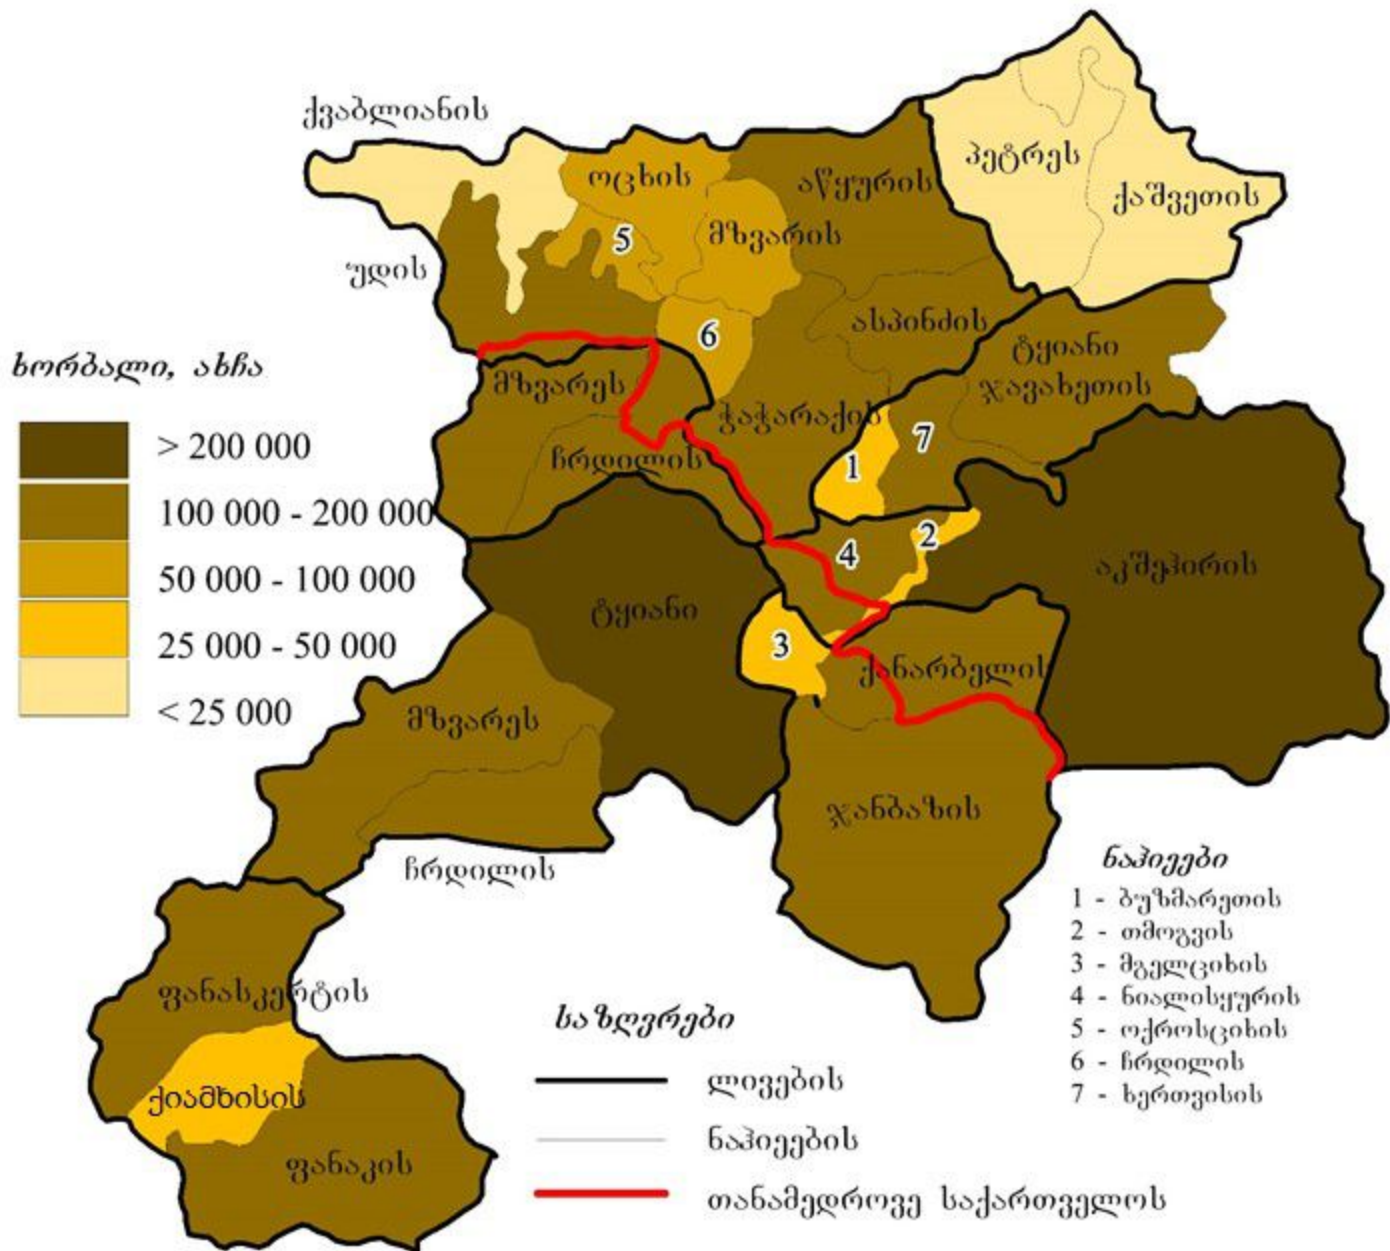 ქვაბლიანის
ოცხის
აწყურის
პეტრეს
ქაშვეთის
მზვარის
5
უდის
ასპინძის
6
ტყიანი
ჯავახეთის
ხორბალი, ახჩა
> 200 000
100 000 - 200 000
50 000 - 100 000
25 000 - 50 000
< 25 000
მზვარეს
ჭაჭარაქის
7
ჩრდილის
1
2
4
აკშეჰირის
ტყიანი
3
ქანარბელის
მზვარეს
ჯანბაზის
ჩრდილის
ნაჰიეები
1 - ბუზმარეთის
2 - თმოგვის
3 - მგელციხის
4 - ნიალისყურის
5 - ოქროსციხის
6 - ჩრდილის
7 - ხერთვისის
ფანასკერტის
ქიამხისის
ფანაკის
საზღვრები
ლივების
ნაჰიეების
თანამედროვე საქართველოს